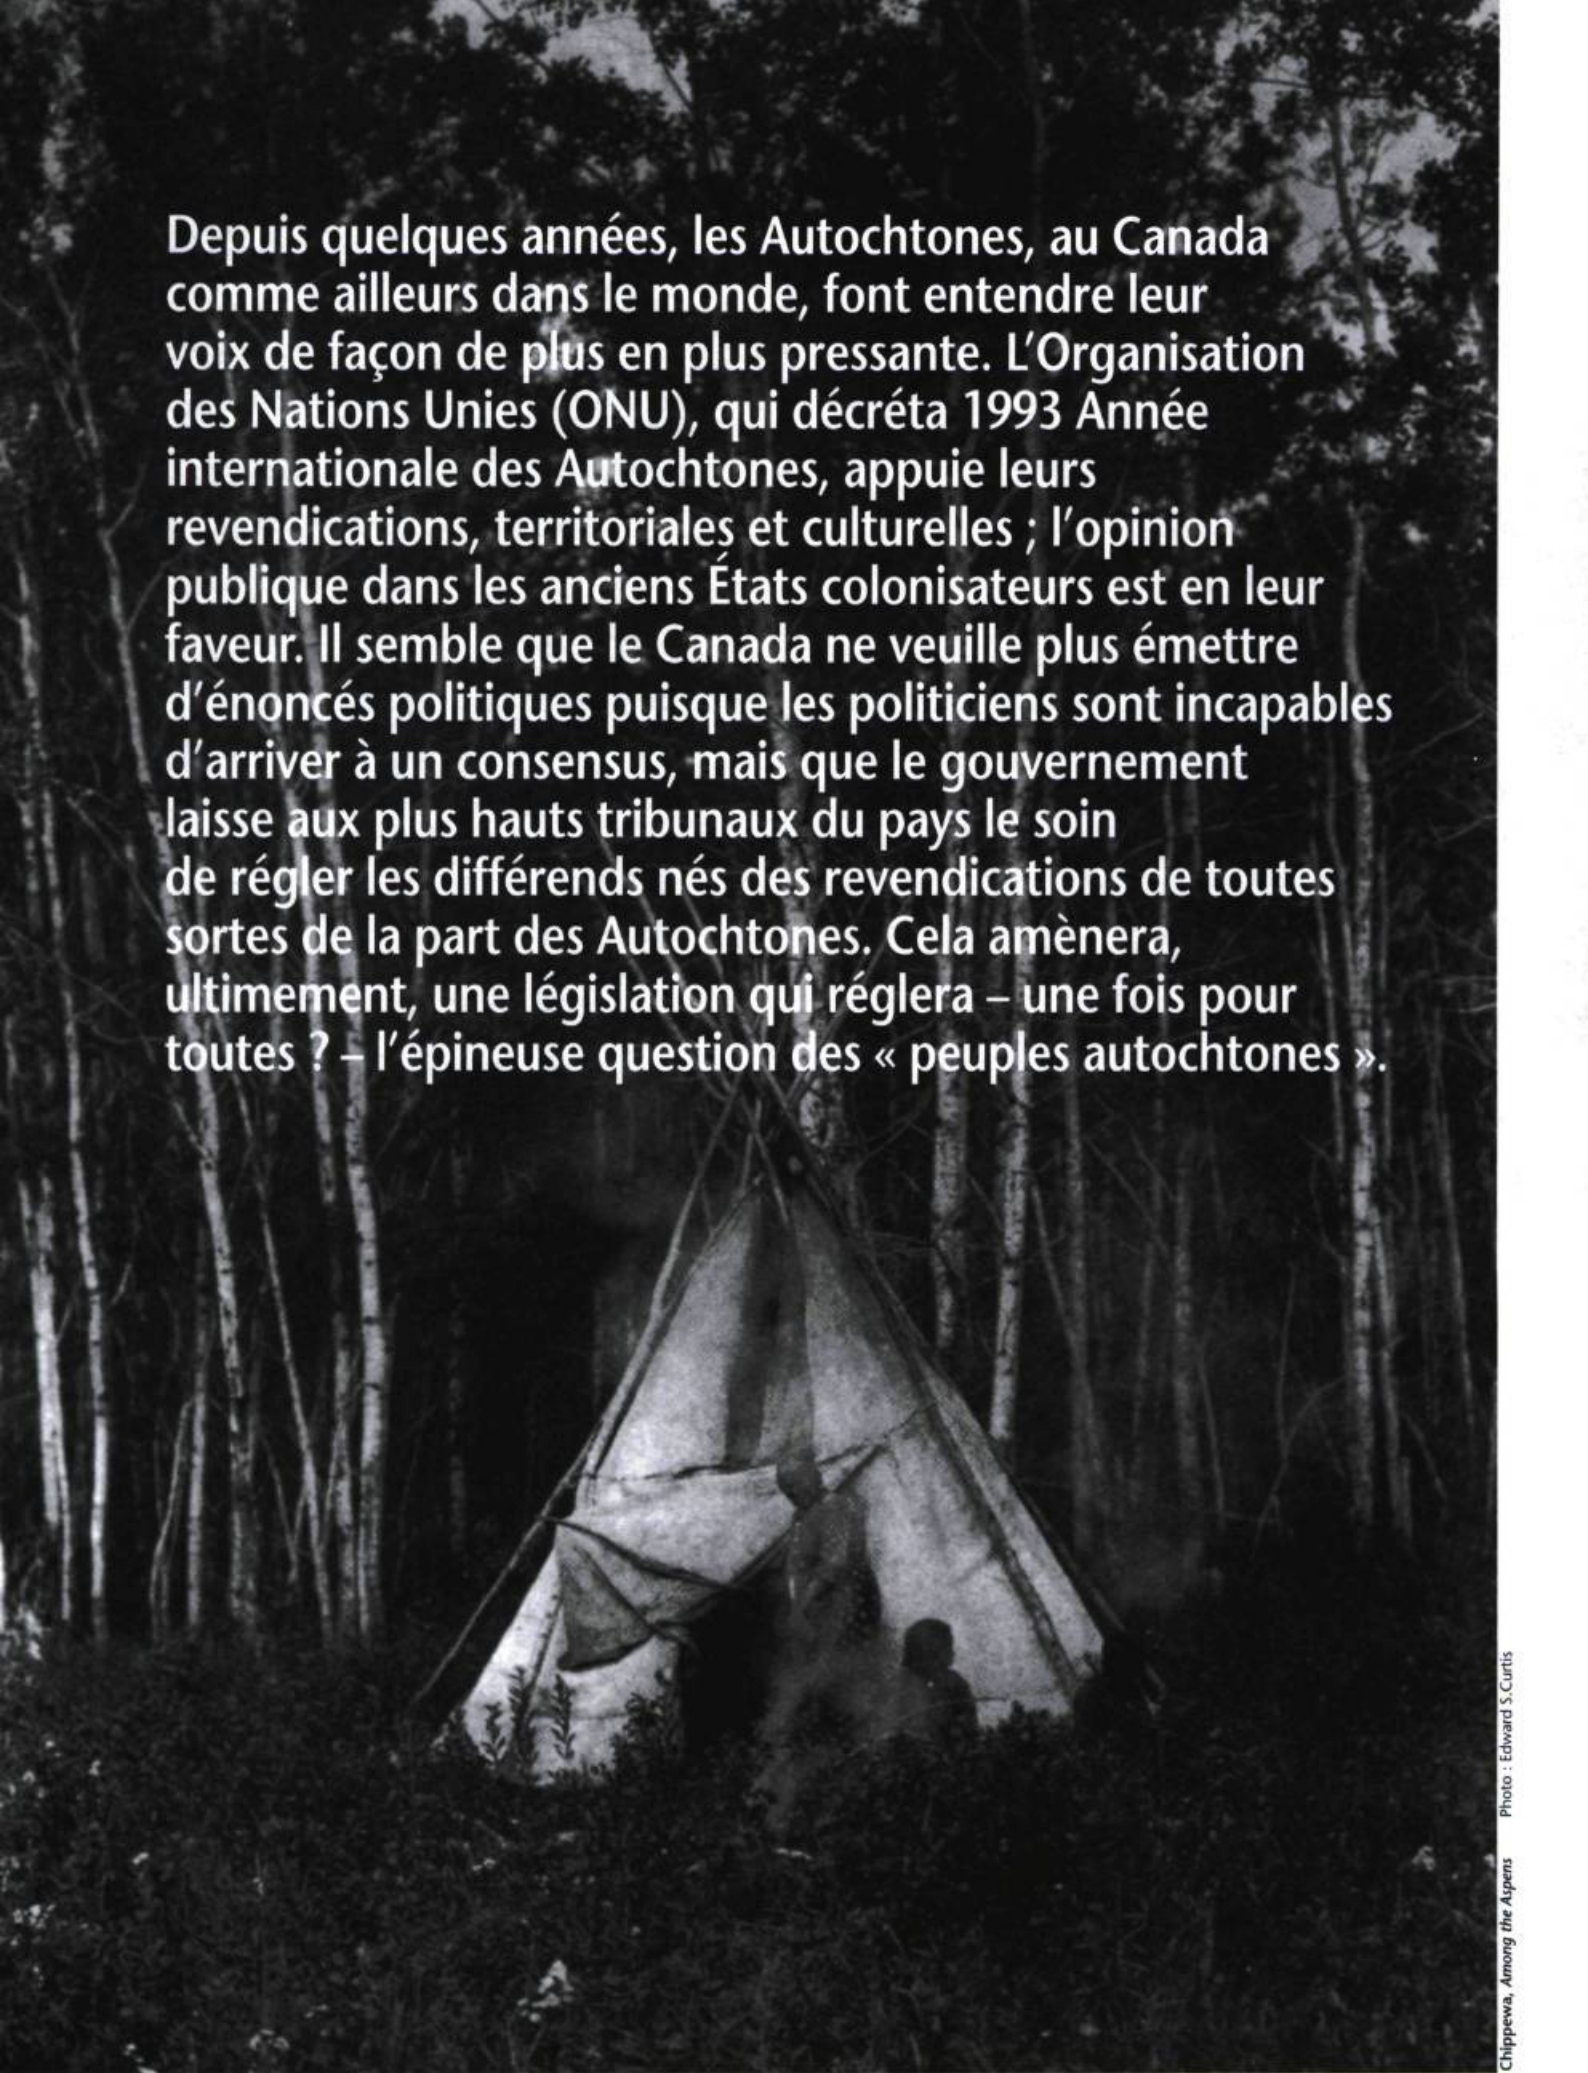 Depuis quelques années, les Autochtones, au Canada
comme ailleurs dans le monde, font entendre leur
voix de façon de plus en plus pressante. L'Organisation
des Nations Unies (ONU), qui décréta 1993 Année
internationale des Autochtones, appuie leurs
revendications, territoriales et culturelles ; l'opinion
publique dans les anciens États colonisateurs est en leur
faveur. Il semble que le Canada ne veuille plus émettre
d'énoncés politiques puisque les politiciens sont incapables
d'arriver à un consensus, mais que le gouvernement
laisse aux plus hauts tribunaux du pays le soin
de régler les différends nés des revendications de toutes
sortes de la part des Autochtones. Cela amènera,
ultimement, une législation qui réglera – une fois pour
toutes ? – l'épineuse question des « peuples autochtones ».
Chippewa, Among the Aspens Photo : Edward S.Curtis